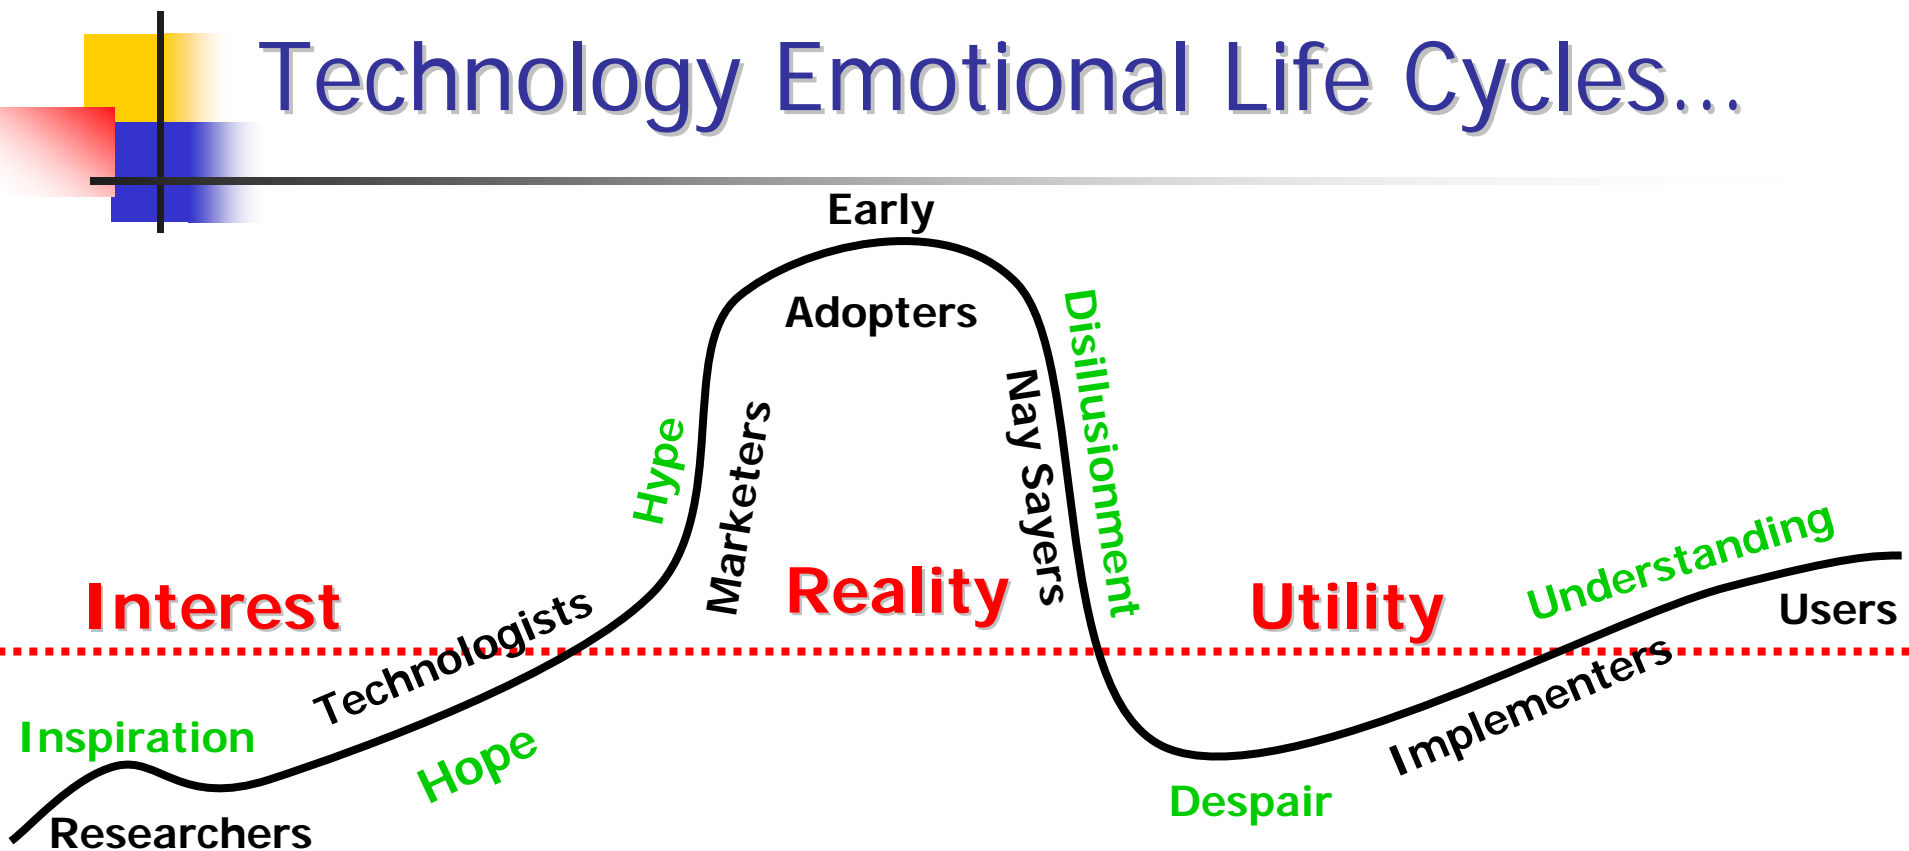 Technology Emotional Life Cycles...
Early
Adopters
Disillusionment
Nay Sayers
Hype
Marketers
Interest
Reality
Utility
Understanding
Users
Technologists
Implementers
Inspiration
Hope
Despair
Researchers